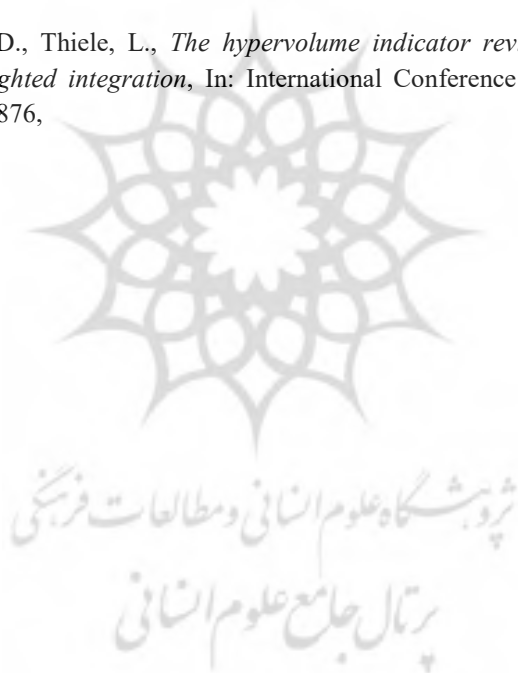 D., Thiele, L., The hypervolume indicator rev
ghted integration, In: International Conference
876,
پژوهشگاه علوم انسانی و مطالعات فرهنگی
پرتال جامع علوم انسانی